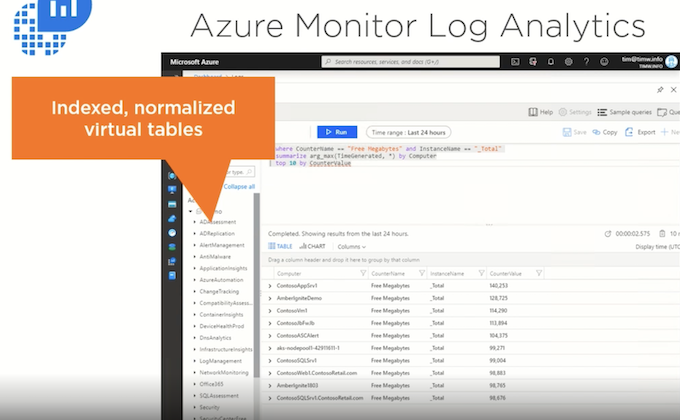 Azure Monitor Log Analytics
Microsoft Azure
Search resources, services, and docs (G+/)
tim@timw.info
TIMW.INFO
Indexed, normalized
virtual tables
Help
Settings
Sample queries
Run
Time range : Last 24 hours
Save
Copy
Export
where CounterName == "Free Megabytes" and InstanceName == "_Total"
summarize arg_max(TimeGenerated, *) by Computer
| top 10 by CounterValue
Collapse all
ADAssessment
ADReplication
AlertManagement
AntiMalware
ApplicationInsights
AzureAutomation
ChangeTracking
CompatibilityAssess...
ContainerInsights
DeviceHealthProd
DnsAnalytics
InfrastructureInsights
LogManagement
NetworkMonitoring
Office365
SQLAssessment
Security
Completed. Showing results from the last 24 hours.
00:00:02.575
TABLE
CHART
Columns
Display time (UTC
Drag a column header and drop it here to group by that column
Computer CounterName InstanceName CounterValue
ContosoAppSrv1 Free Megabytes _Total 140,253
AmberIgniteDemo Free Megabytes _Total 128,725
ContosoVm1 Free Megabytes _Total 114,290
Free Megabytes _Total 113,894
ContosoASCAlert Free Megabytes _Total 104,375
aks-nodepool1-42911611-1 Free Megabytes _Total 99,271
ContosoSQLSrv1 Free Megabytes _Total 99,004
ContosoWeb1.ContosoRetail.com Free Megabytes _Total 98,883
AmberIgnite1803 Free Megabytes _Total 98,765
ContosoSQLSrv1.ContosoRetail.com Free Megabytes _Total 98,676